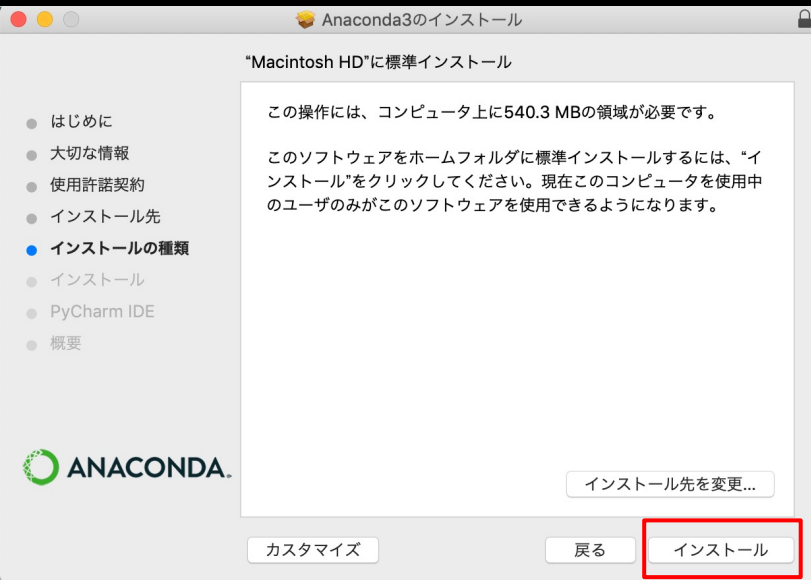 Anaconda3のインストール
“Macintosh HD”に標準インストール
はじめに
大切な情報
使用許諾契約
インストール先
インストールの種類
インストール
PyCharm IDE
概要
ANACONDA.
この操作には、コンピュータ上に540.3 MBの領域が必要です。
このソフトウェアをホームフォルダに標準インストールするには、“イ
ンストール”をクリックしてください。現在このコンピュータを使用中
のユーザのみがこのソフトウェアを使用できるようになります。
インストール先を変更...
カスタマイズ
戻る
インストール